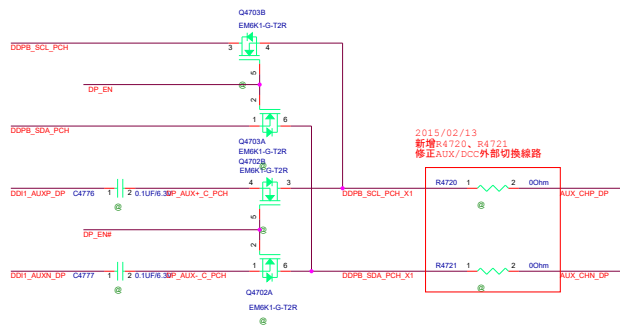 Q4703B
EM6K1-G-T2R
DDPB_SCL_PCH
3
4
5
@
DP_EN
2
1
6
DDPB_SDA_PCH
@
Q4703A
EM6K1-G-T2R
Q4702B
EM6K1-G-T2R
2015/02/13
新增R4720、R4721
修正AUX/DCC外部切換線路
DDI1_AUXP_DP
C4776
1
2
0.1UF/6.3V
DP_AUX+_C_PCH
4
3
DDPB_SCL_PCH_X1
R4720
1
2
0Ohm
AUX_CHP_DP
@
@
5
DP_EN#
@
2
DDI1_AUXN_DP
C4777
1
2
0.1UF/6.3V
DP_AUX-_C_PCH
1
6
DDPB_SDA_PCH_X1
R4721
1
2
0Ohm
AUX_CHN_DP
@
@
Q4702A
EM6K1-G-T2R
@